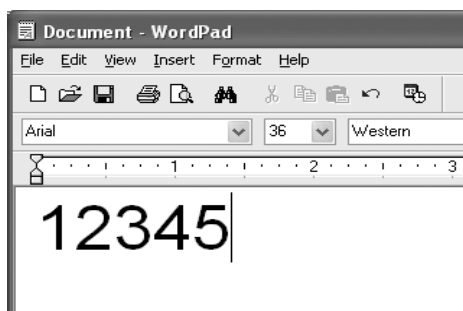 Document - WordPad
File Edit View Insert Format Help
Arial 36 Western
1 2 3
12345